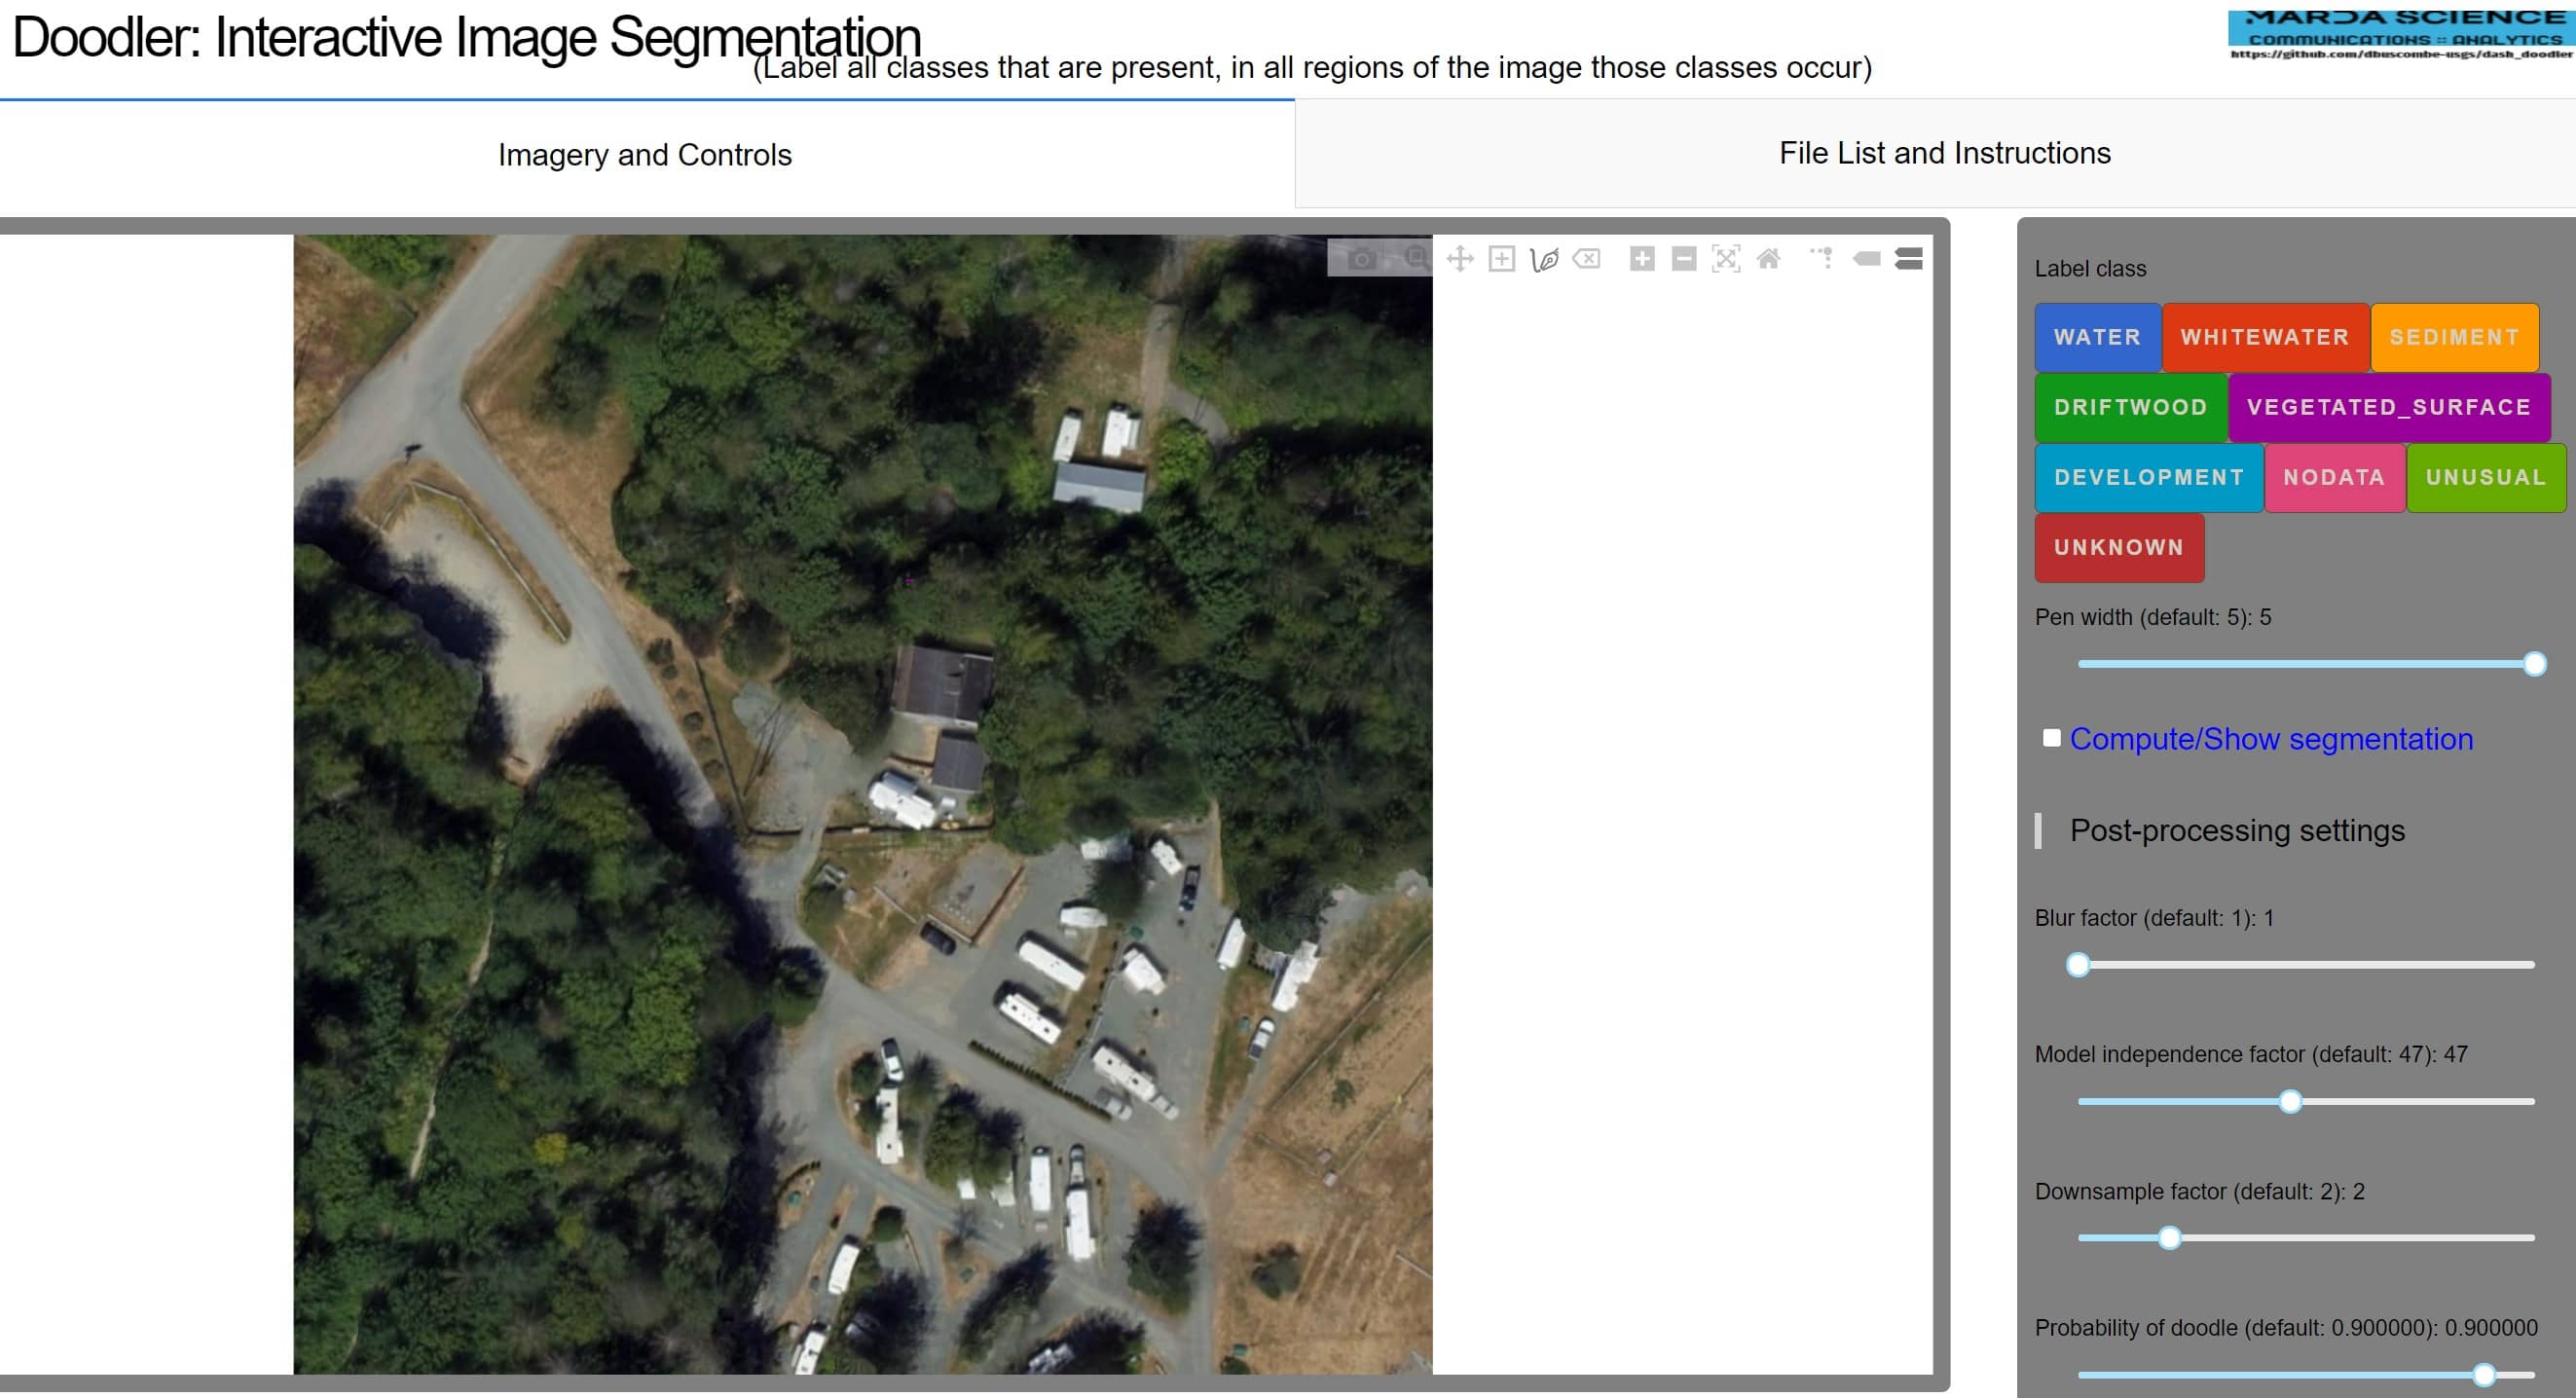 Doodler: Interactive Image Segmentation
(Label all classes that are present, in all regions of the image those classes occur)
MARDA SCIENCE
COMMUNICATIONS :: ANALYTICS
https://github.com/dbuscombe-usgs/dash_doodler
Imagery and Controls
File List and Instructions
Label class
WATER WHITEWATER SEDIMENT
DRIFTWOOD VEGETATED_SURFACE
DEVELOPMENT NODATA UNUSUAL
UNKNOWN
Pen width (default: 5): 5
Compute/Show segmentation
Post-processing settings
Blur factor (default: 1): 1
Model independence factor (default: 47): 47
Downsample factor (default: 2): 2
Probability of doodle (default: 0.900000): 0.900000